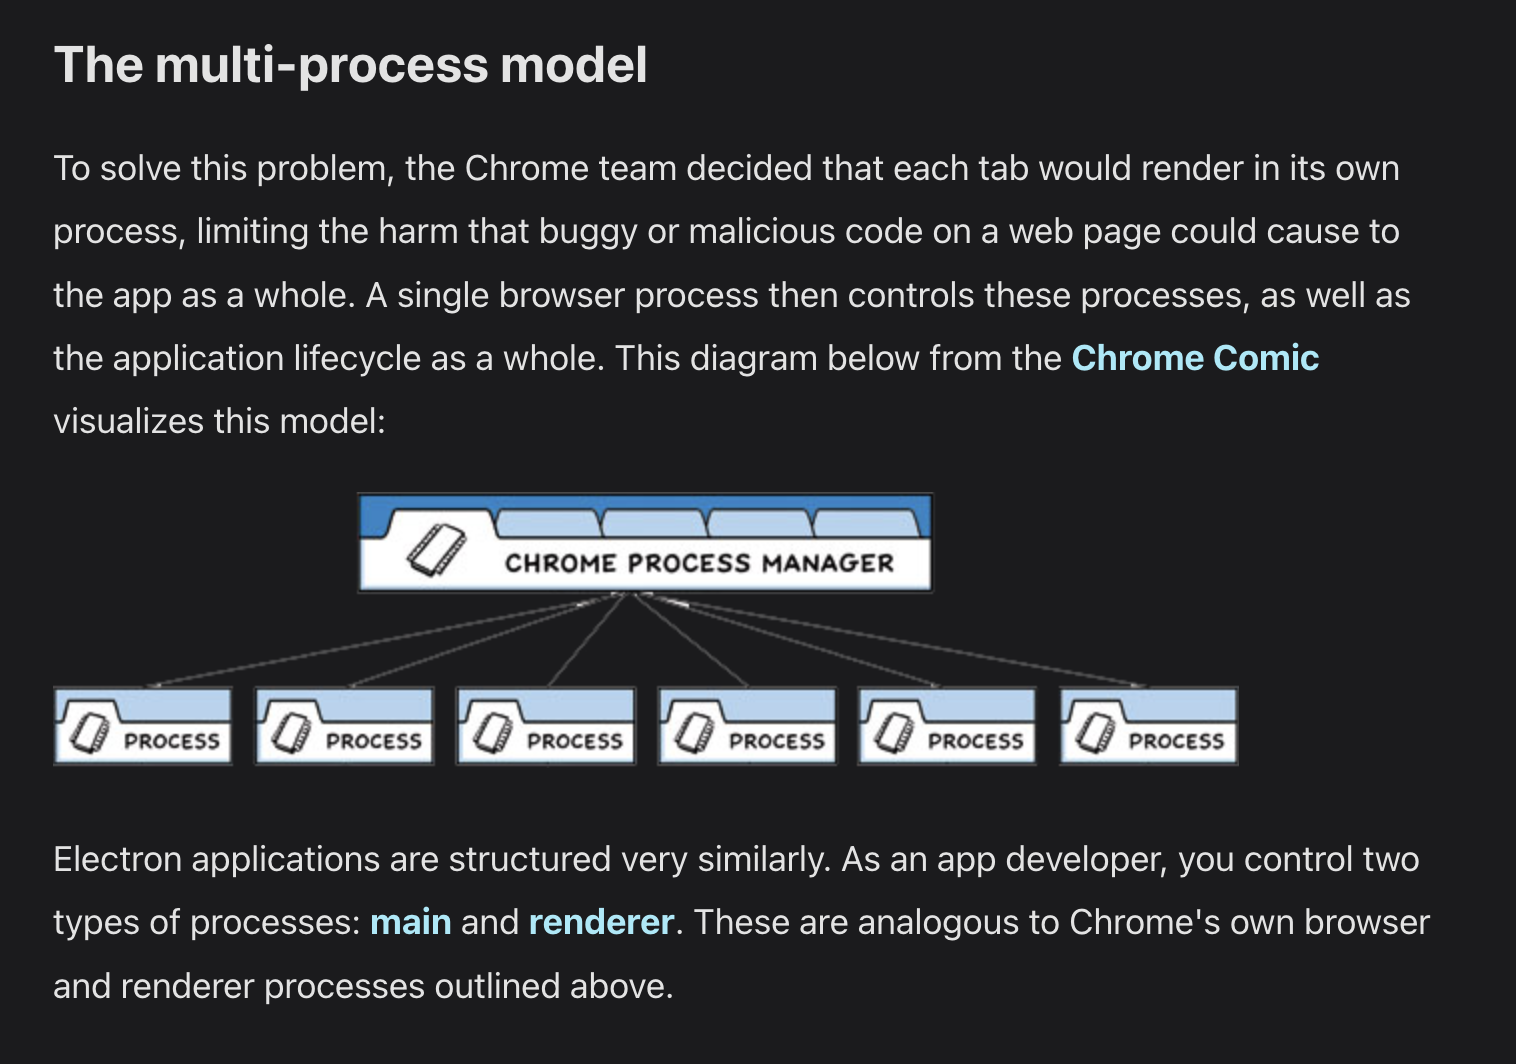 The multi-process model
To solve this problem, the Chrome team decided that each tab would render in its own
process, limiting the harm that buggy or malicious code on a web page could cause to
the app as a whole. A single browser process then controls these processes, as well as
the application lifecycle as a whole. This diagram below from the Chrome Comic
visualizes this model:
CHROME PROCESS MANAGER
PROCESS
PROCESS
PROCESS
PROCESS
PROCESS
PROCESS
Electron applications are structured very similarly. As an app developer, you control two
types of processes: main and renderer. These are analogous to Chrome's own browser
and renderer processes outlined above.